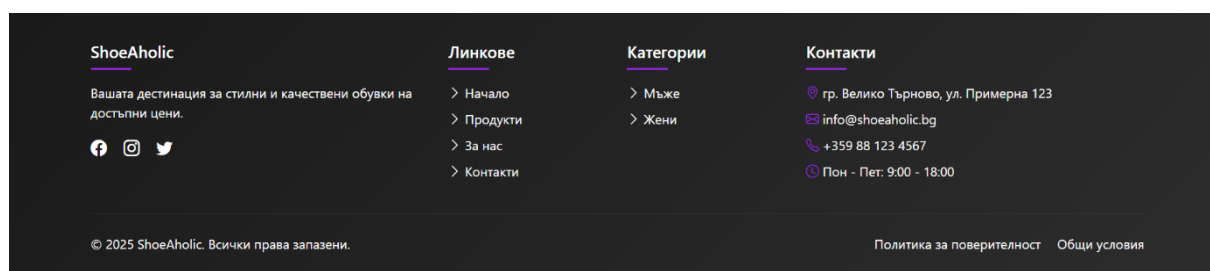 ShoeAholic
Вашата дестинация за стилни и качествени обувки на
достъпни цени.
Линкове
Начало
Продукти
За нас
Контакти
Категории
Мъже
Жени
Контакти
гр. Велико Търново, ул. Примерна 123
info@shoeaholic.bg
+359 88 123 4567
Пон - Пет: 9:00 - 18:00
© 2025 ShoeAholic. Всички права запазени.
Политика за поверителност Общи условия